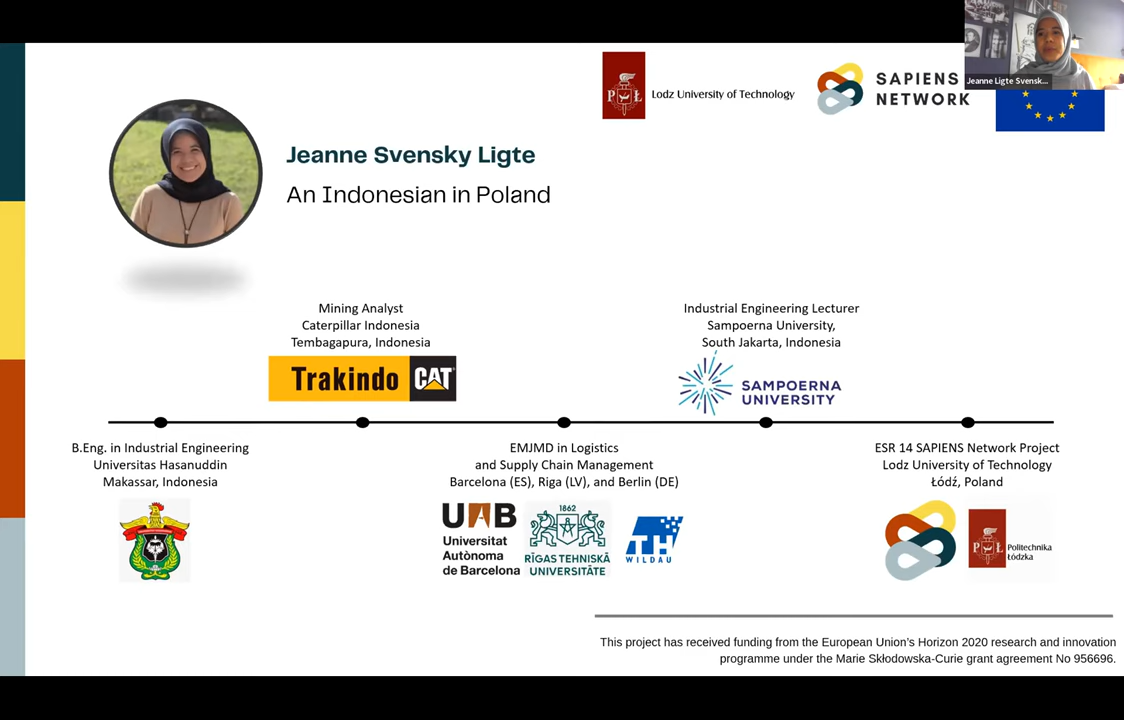 Jeanne Ligte Svensk...
P Ł
Lodz University of Technology
SAPIENS
NETWORK
Jeanne Svensky Ligte
An Indonesian in Poland
Mining Analyst
Caterpillar Indonesia
Tembagapura, Indonesia
Trakindo CAT
Industrial Engineering Lecturer
Sampoerna University,
South Jakarta, Indonesia
SAMPOERNA
UNIVERSITY
B.Eng. in Industrial Engineering
Universitas Hasanuddin
Makassar, Indonesia
EMJMD in Logistics
and Supply Chain Management
Barcelona (ES), Riga (LV), and Berlin (DE)
UAB
Universitat
Autònoma
de Barcelona
1862
RĪGAS TEHNISKĀ
UNIVERSITĀTE
TH
WILDAU
ESR 14 SAPIENS Network Project
Lodz University of Technology
Łódź, Poland
P Ł
Politechnika
Łódzka
This project has received funding from the European Union's Horizon 2020 research and innovation
programme under the Marie Skłodowska-Curie grant agreement No 956696.